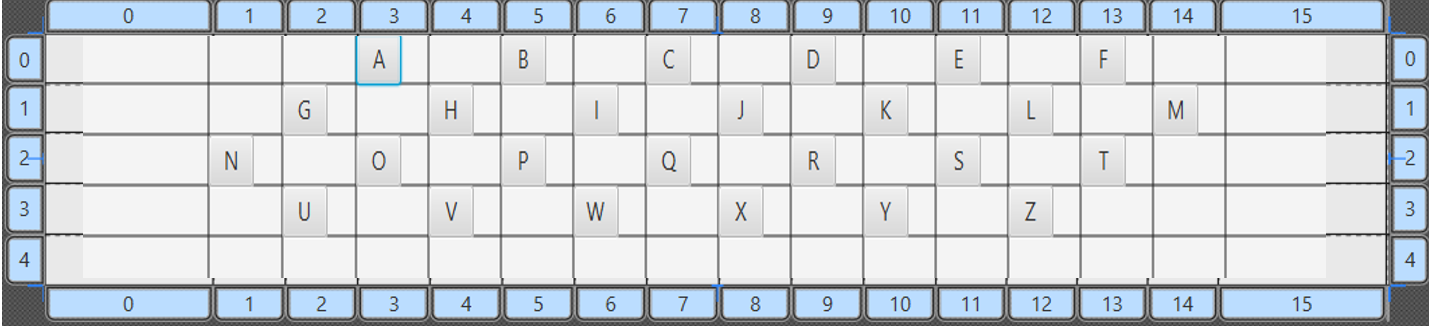 0 1 2 3 4 5 6 7 8 9 10 11 12 13 14 15
0 A B C D E F 0
1 G H I J K L M 1
2 N O P Q R S T 2
3 U V W X Y Z 3
4 4
0 1 2 3 4 5 6 7 8 9 10 11 12 13 14 15